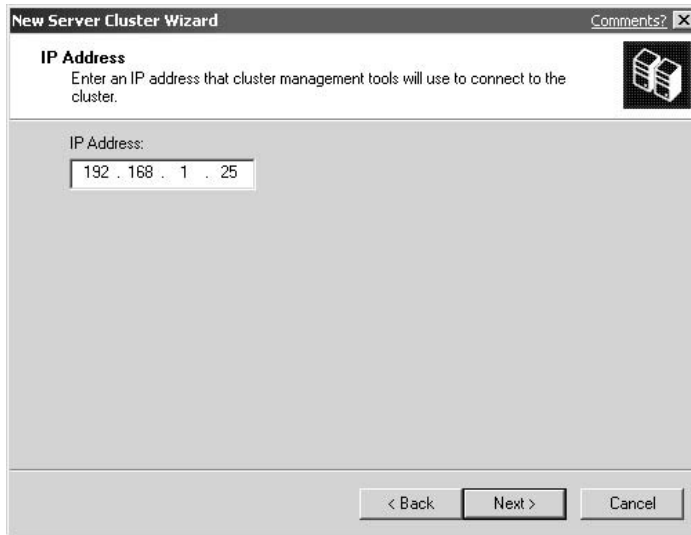 New Server Cluster Wizard Comments? X
IP Address
Enter an IP address that cluster management tools will use to connect to the
cluster.
IP Address:
192 . 168 . 1 . 25
< Back Next > Cancel